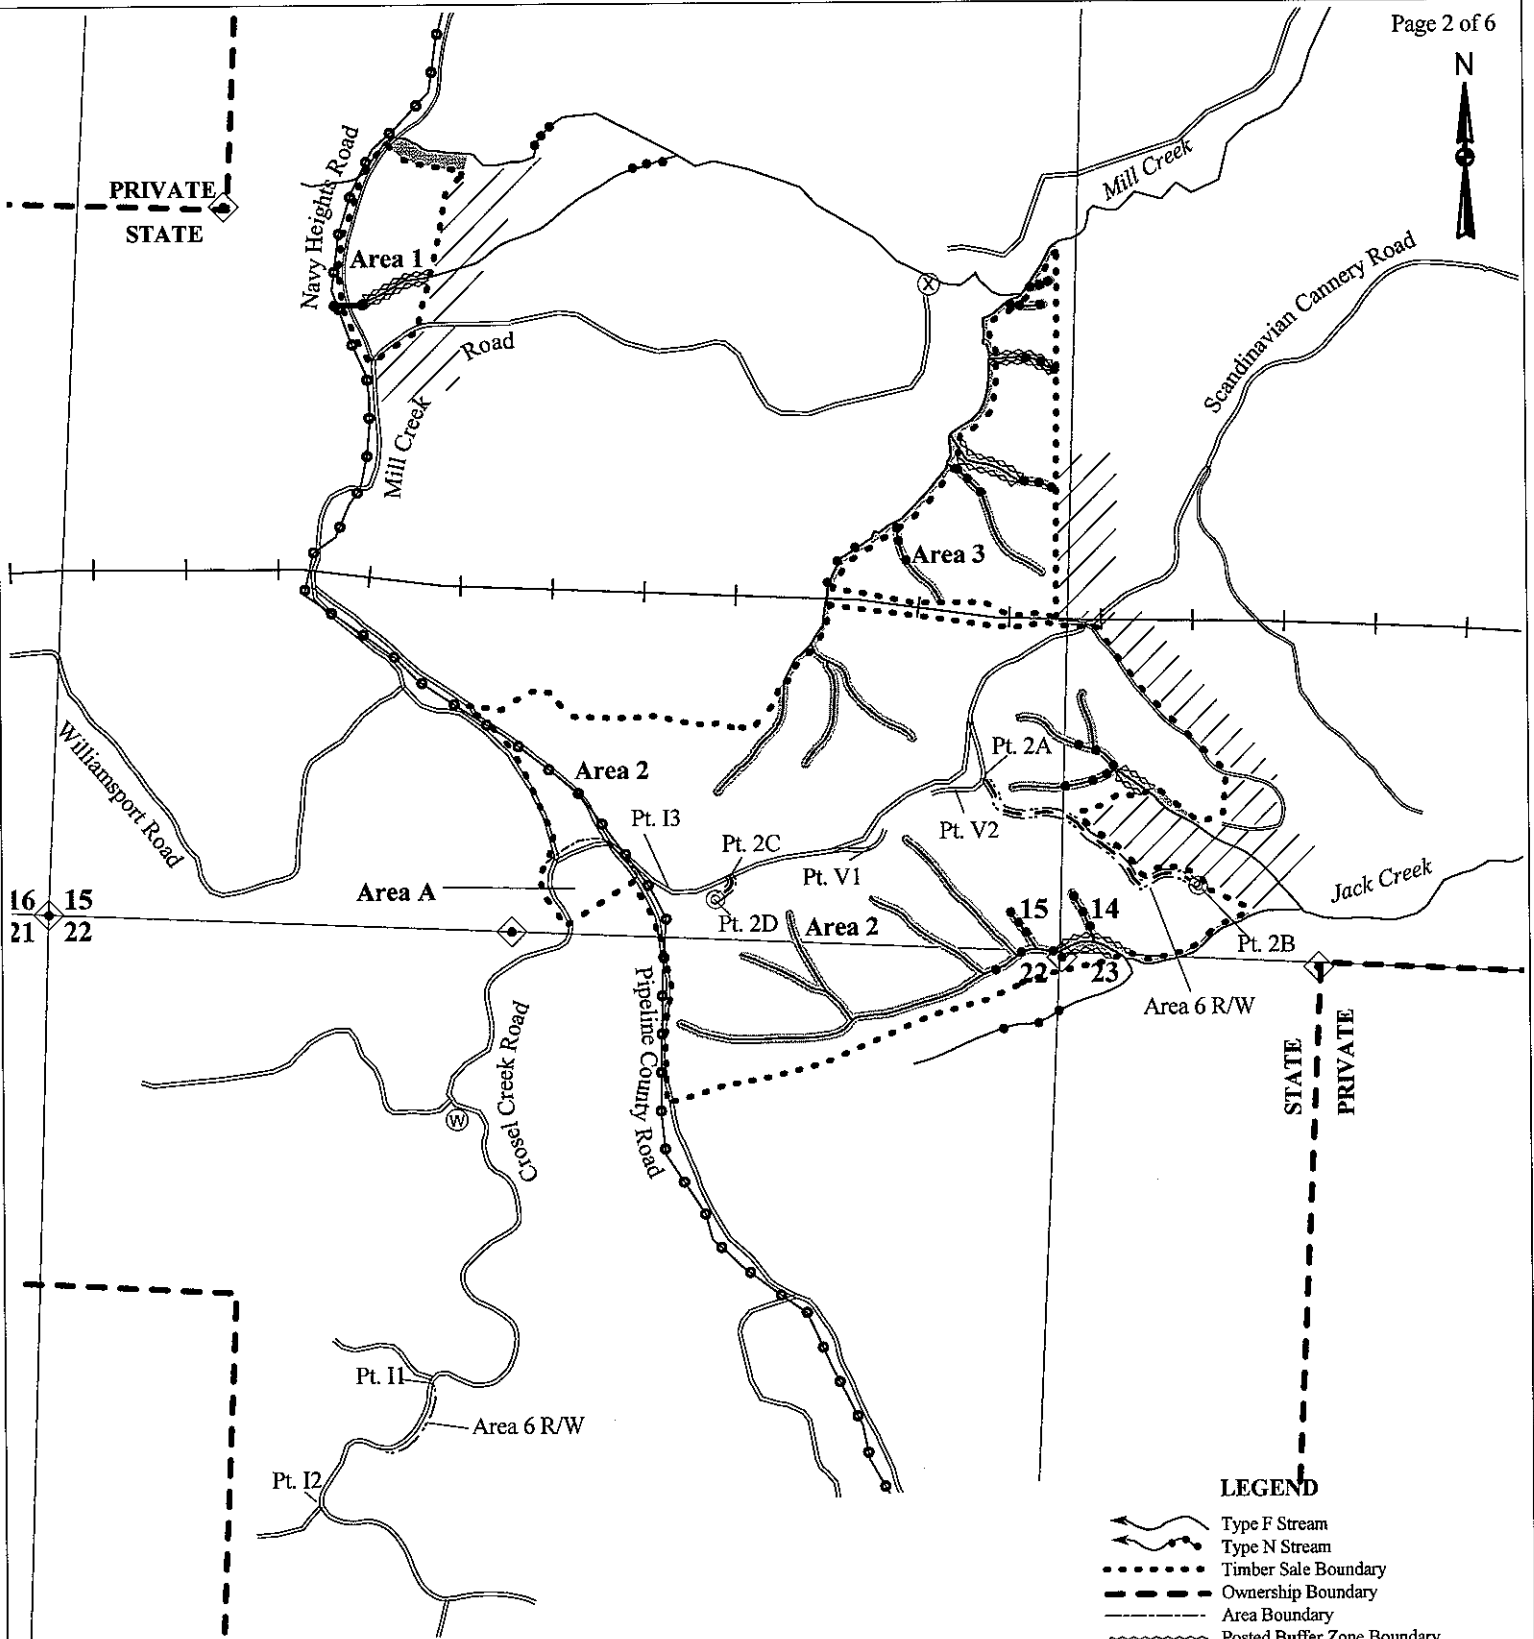 Page 2 of 6
N
PRIVATE
STATE
Navy Heights Road
Area 1
Mill Creek
Scandinavian Cannery Road
Mill Creek Road
Area 3
Williamsport Road
Area 2
Pt. I3
Pt. 2A
Pt. V2
Pt. 2C
Pt. V1
Area A
Jack Creek
16 15
21 22
Pt. 2D
Area 2
15
14
22
23
Pt. 2B
Area 6 R/W
Pipeline County Road
Crosel Creek Road
STATE
PRIVATE
X
W
Pt. I1
Area 6 R/W
Pt. I2
LEGEND
Type F Stream
Type N Stream
Timber Sale Boundary
Ownership Boundary
Area Boundary
Posted Buffer Zone Boundary